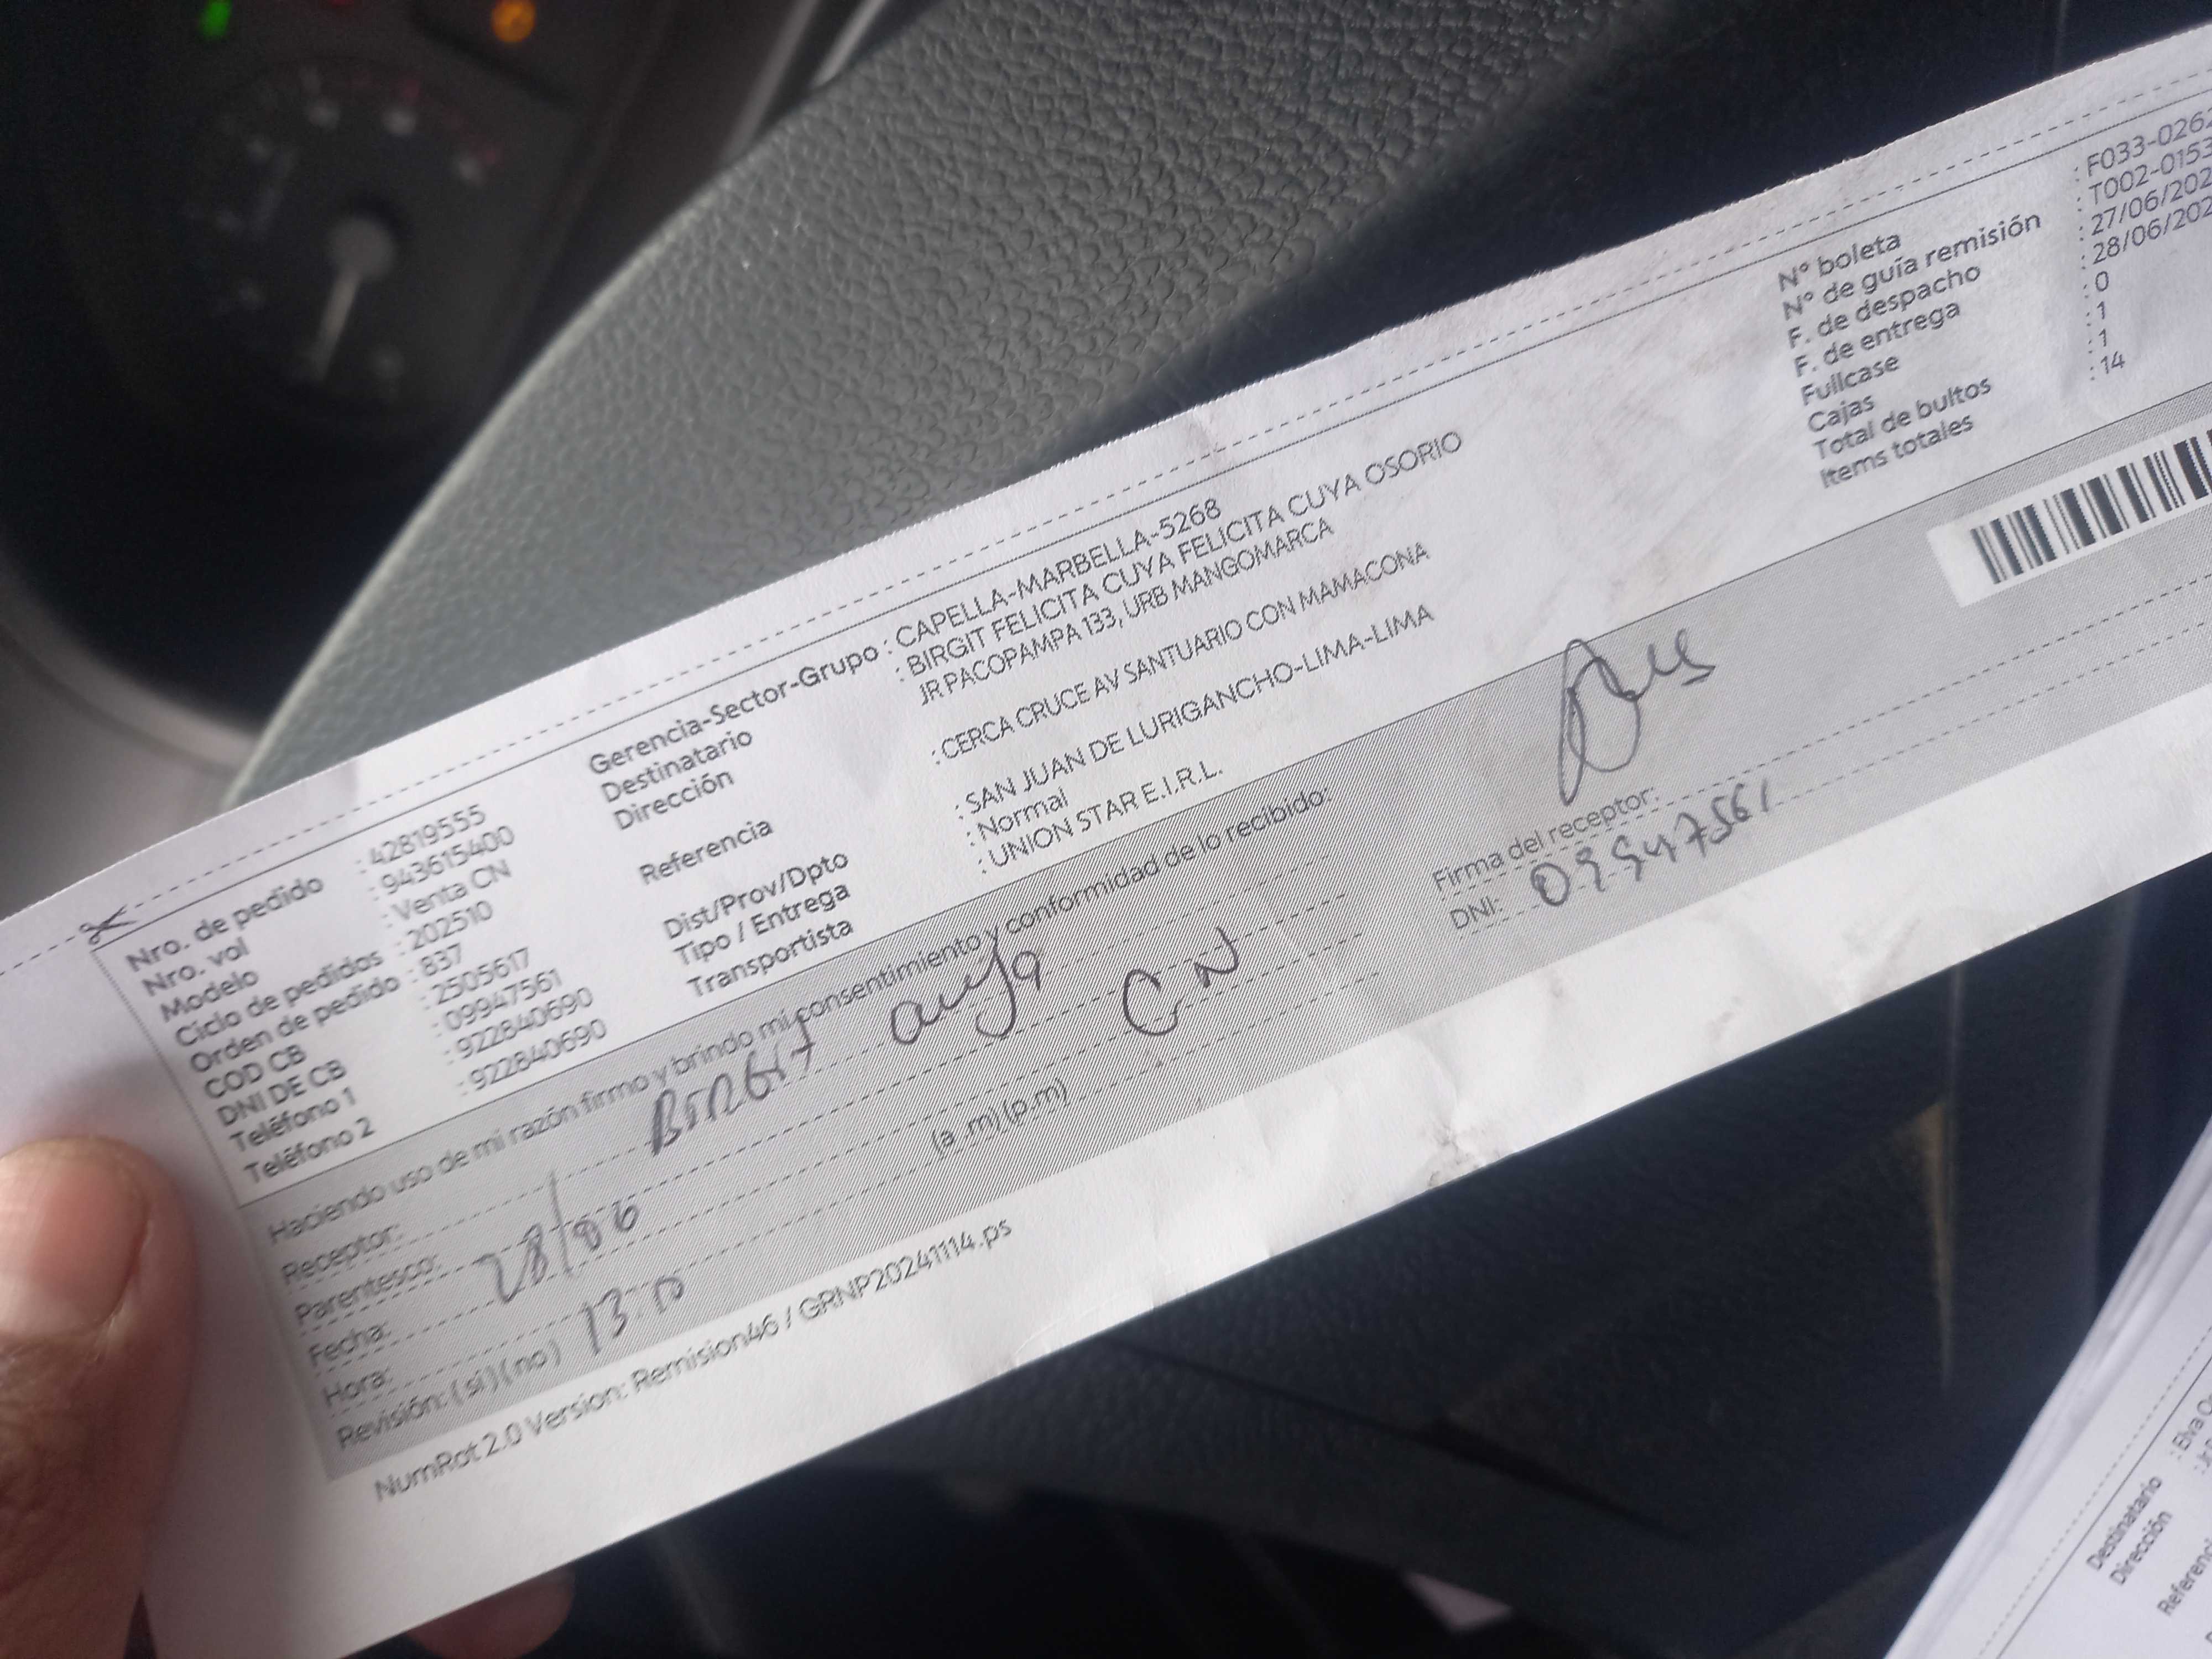 Nro. de pedido : 42819555
Nro. vol : 943615400
Modelo : Venta CN
Ciclo de pedidos : 202510
Orden de pedido : 837
COD CB : 2505617
DNI DE CB : 09947561
Teléfono 1 : 922840690
Teléfono 2 : 922840690
Gerencia-Sector-Grupo : CAPELLA-MARBELLA-5268
Destinatario : BIRGIT FELICITA CUYA FELICITA CUYA OSORIO
Dirección JR PACOPAMPA 133, URB MANGOMARCA
Referencia : CERCA CRUCE AV SANTUARIO CON MAMACONA
Dist/Prov/Dpto : SAN JUAN DE LURIGANCHO-LIMA-LIMA
Tipo / Entrega : Normal
Transportista : UNION STAR E.I.R.L.
N° boleta : F033-0262
N° de guía remisión : T002-0153
F. de despacho : 27/06/202
F. de entrega : 28/06/202
Fullcase : 0
Cajas : 1
Total de bultos : 1
Items totales : 14
Haciendo uso de mi razón firmo y brindo mi consentimiento y conformidad de lo recibido:
Receptor: BIRGIT cuya
Parentesco: CN
Fecha: 28/06
Hora: 13:10 (a .m) (p.m)
Revisión: (si) (no)
Firma del receptor:
DNI: 09947561
NumRot 2.0 Version: Remision46 / GRNP20241114.ps
Destinatario : Elva
Dirección